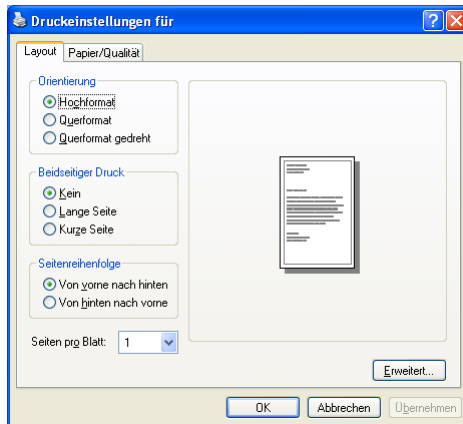 Druckeinstellungen für
Layout
Papier/Qualität
Orientierung
Hochformat
Querformat
Querformat gedreht
Beidseitiger Druck
Kein
Lange Seite
Kurze Seite
Seitenreihenfolge
Von vorne nach hinten
Von hinten nach vorne
Seiten pro Blatt: 1
Erweitert...
OK Abbrechen Übernehmen